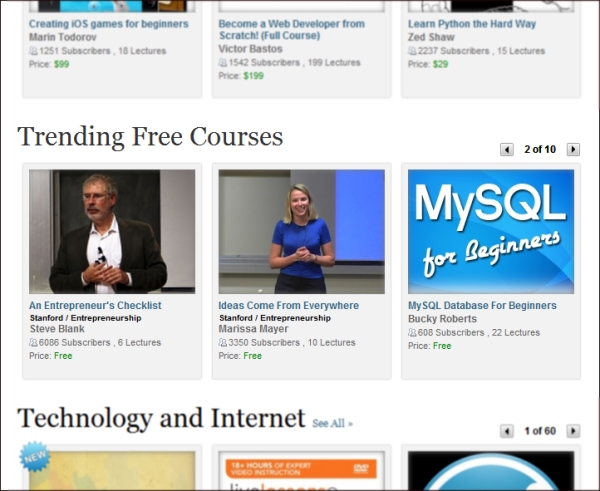 Creating iOS games for beginners
Marin Todorov
1251 Subscribers , 18 Lectures
Price: $99
Become a Web Developer from
Scratch! (Full Course)
Victor Bastos
1542 Subscribers , 199 Lectures
Price: $199
Learn Python the Hard Way
Zed Shaw
2237 Subscribers , 15 Lectures
Price: $29
Trending Free Courses
2 of 10
An Entrepreneur's Checklist
Stanford / Entrepreneurship
Steve Blank
6086 Subscribers , 6 Lectures
Price: Free
Ideas Come From Everywhere
Stanford / Entrepreneurship
Marissa Mayer
3350 Subscribers , 10 Lectures
Price: Free
MySQL
for Beginners
MySQL Database For Beginners
Bucky Roberts
608 Subscribers , 22 Lectures
Price: Free
Technology and Internet See All »
1 of 60
NEW
18+ HOURS OF EXPERT
VIDEO INSTRUCTION
DVD
livelessons